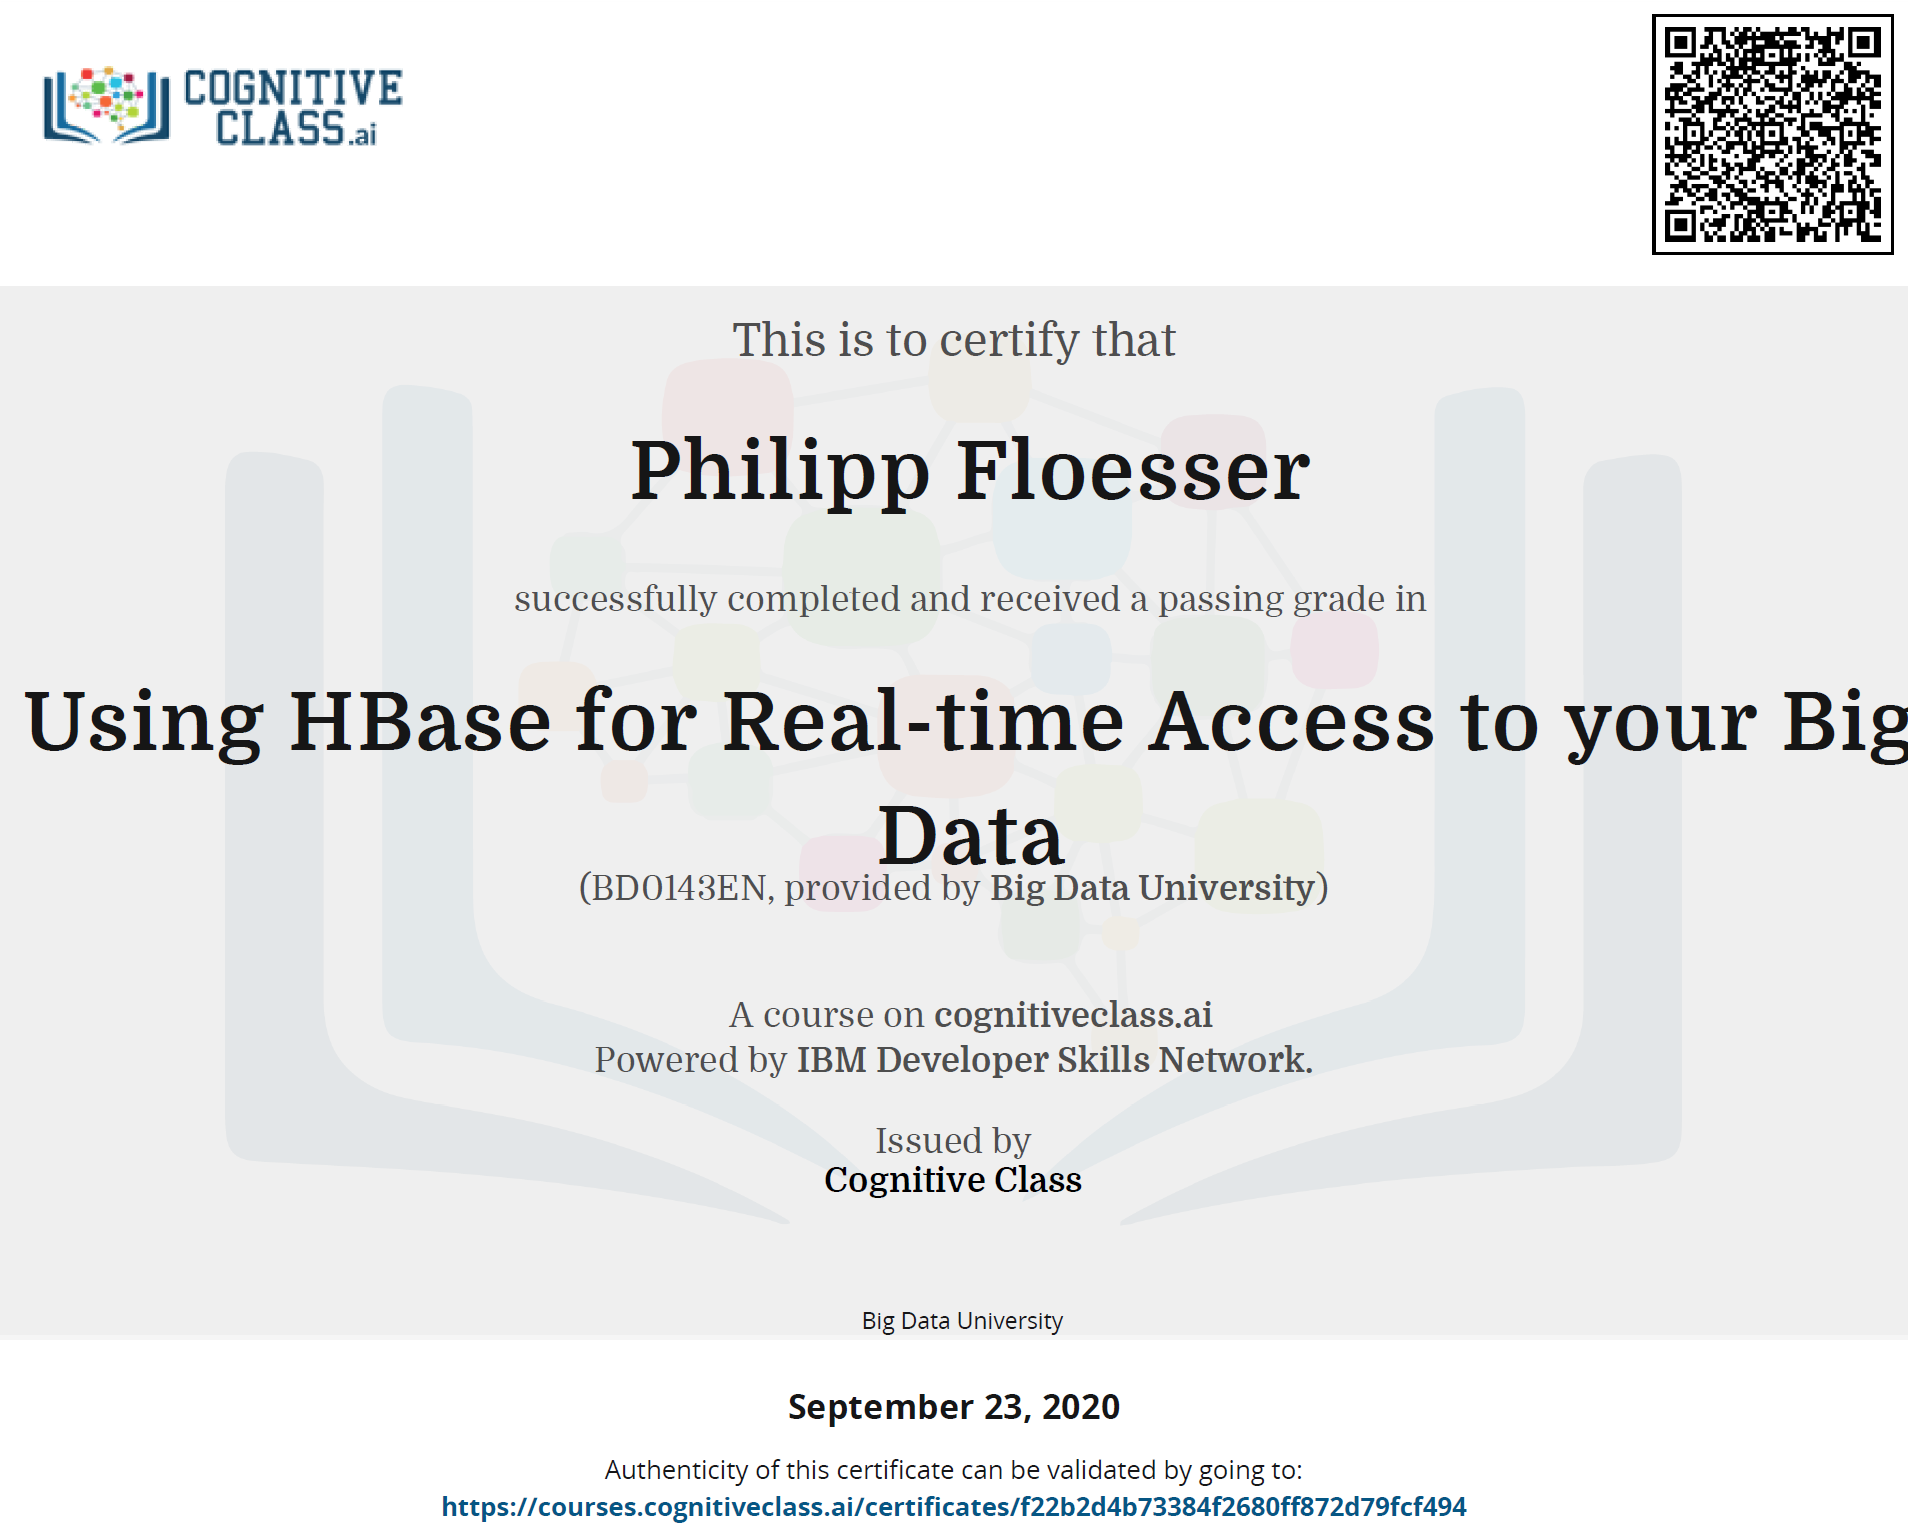 COGNITIVE
CLASS.ai
This is to certify that
Philipp Floesser
successfully completed and received a passing grade in
Using HBase for Real-time Access to your Big
Data
(BD0143EN, provided by Big Data University)
A course on cognitiveclass.ai
Powered by IBM Developer Skills Network.
Issued by
Cognitive Class
Big Data University
September 23, 2020
Authenticity of this certificate can be validated by going to:
https://courses.cognitiveclass.ai/certificates/f22b2d4b73384f2680ff872d79fcf494